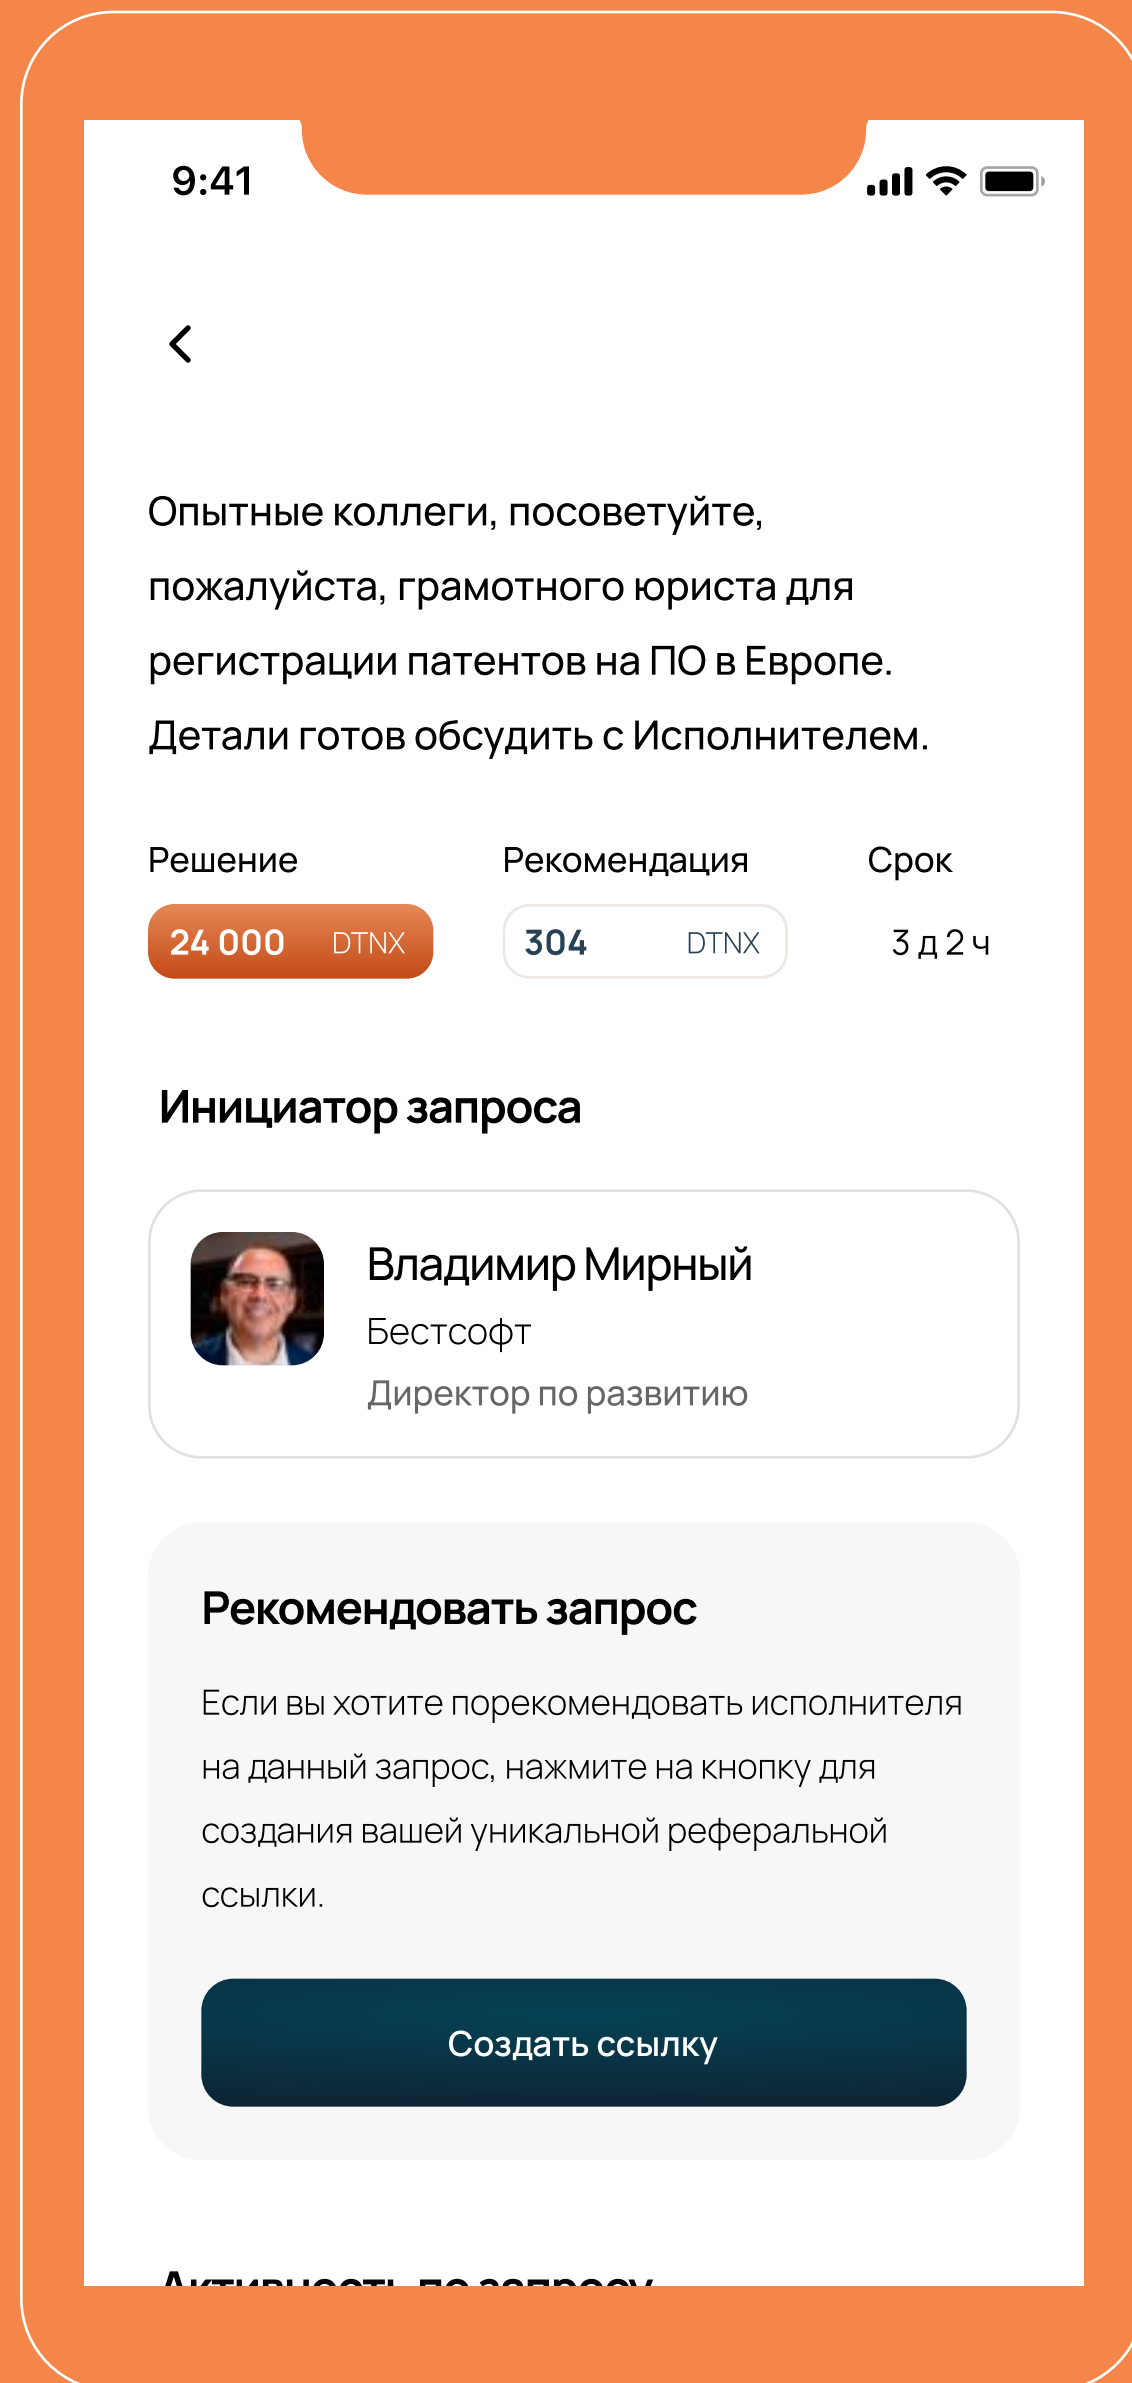 9:41
Опытные коллеги, посоветуйте,
пожалуйста, грамотного юриста для
регистрации патентов на ПО в Европе.
Детали готов обсудить с Исполнителем.
Решение Рекомендация Срок
24 000 DTNX 304 DTNX 3 д 2 ч
Инициатор запроса
Владимир Мирный
Бестсофт
Директор по развитию
Рекомендовать запрос
Если вы хотите порекомендовать исполнителя
на данный запрос, нажмите на кнопку для
создания вашей уникальной реферальной
ссылки.
Создать ссылку
Активность по запросу